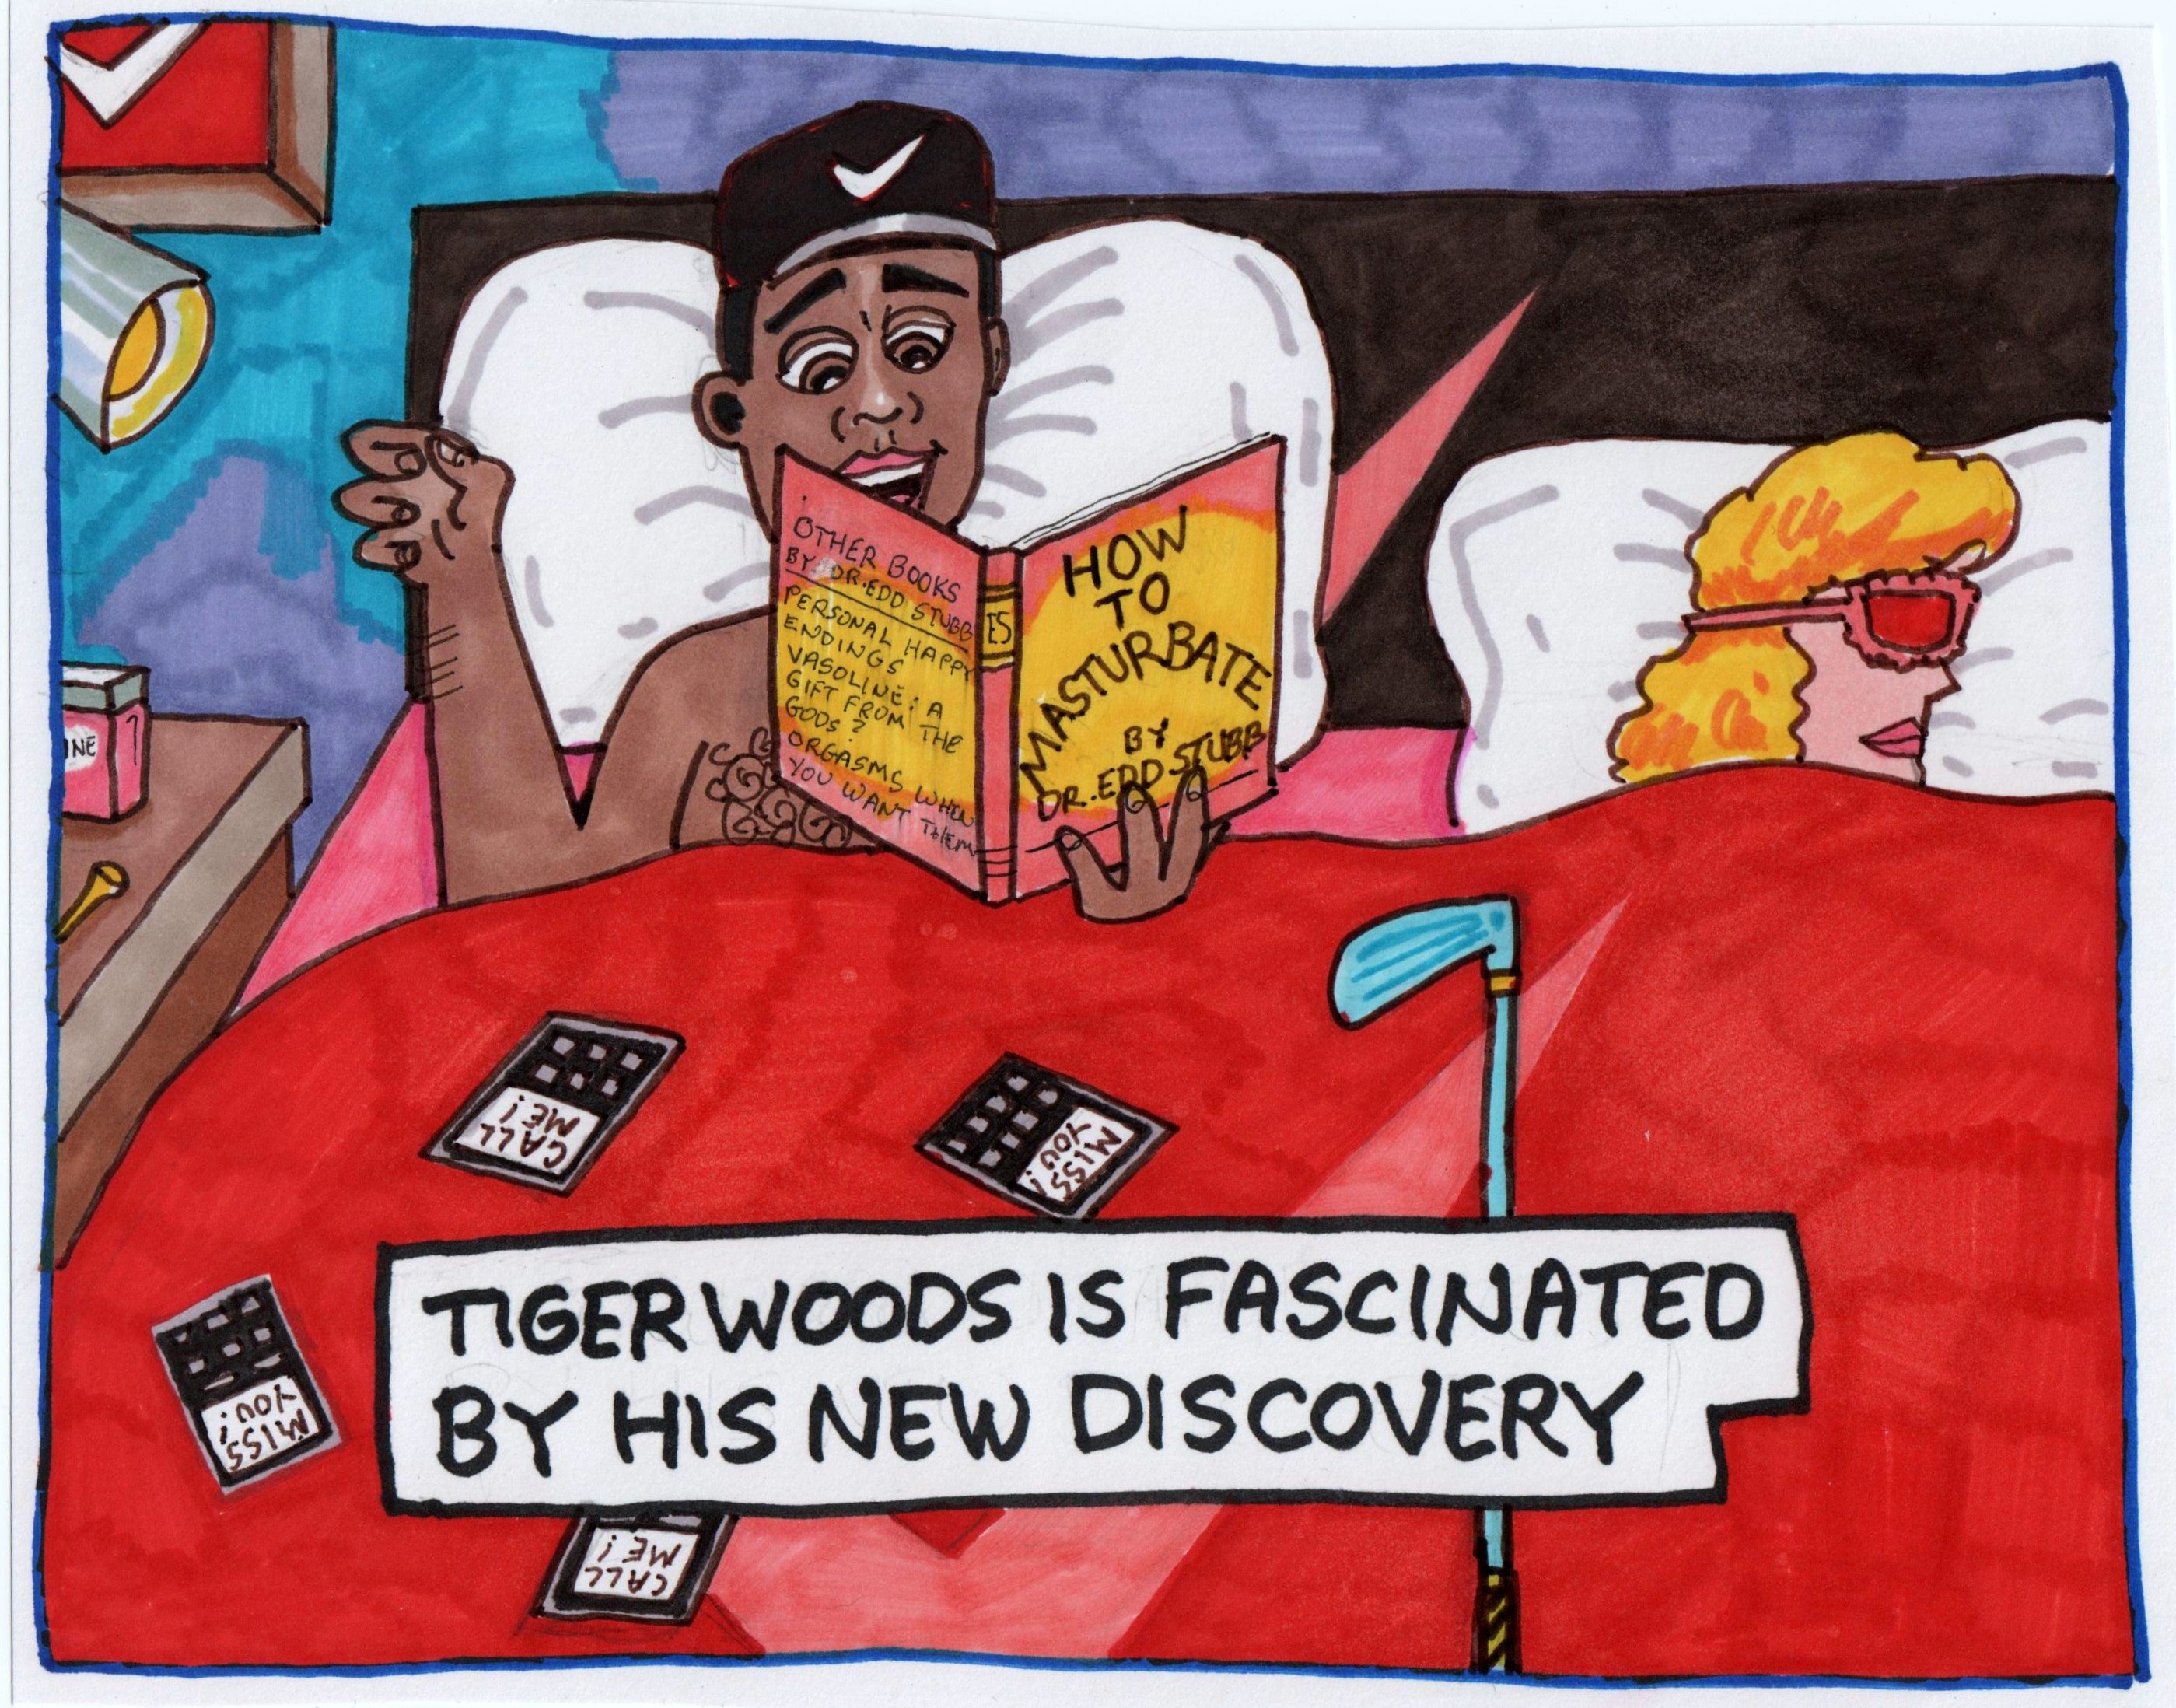 OTHER BOOKS
BY. DR.EDD STUBB
PERSONAL HAPPY
ENDINGS
VASOLINE: A
GIFT FROM THE
GODS?
ORGASMS WHEN
YOU WANT THEM
ES
HOW
TO
MASTURBATE
BY
DR. EDD STUBB
INE
CALL
ME!
MISS
YOU!
MISS
YOU!
CALL
ME!
TIGER WOODS IS FASCINATED
BY HIS NEW DISCOVERY